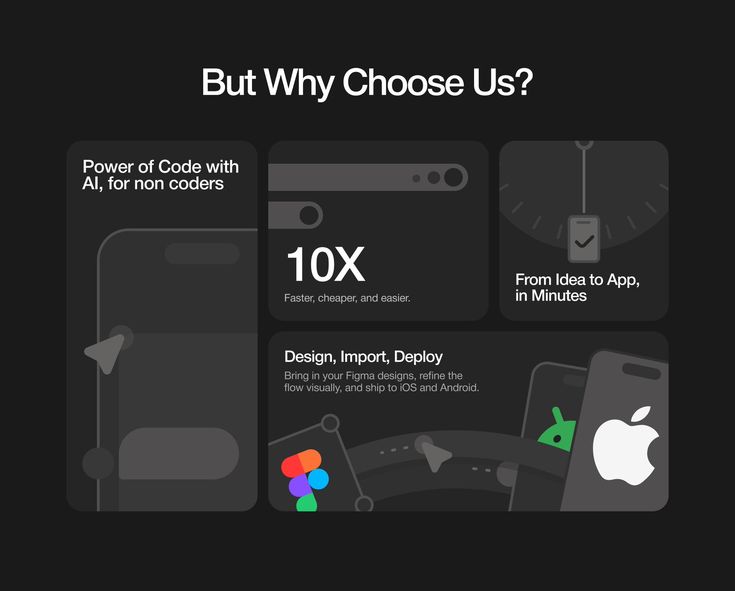 But Why Choose Us?
Power of Code with
AI, for non coders
10X
Faster, cheaper, and easier.
From Idea to App,
in Minutes
Design, Import, Deploy
Bring in your Figma designs, refine the
flow visually, and ship to iOS and Android.